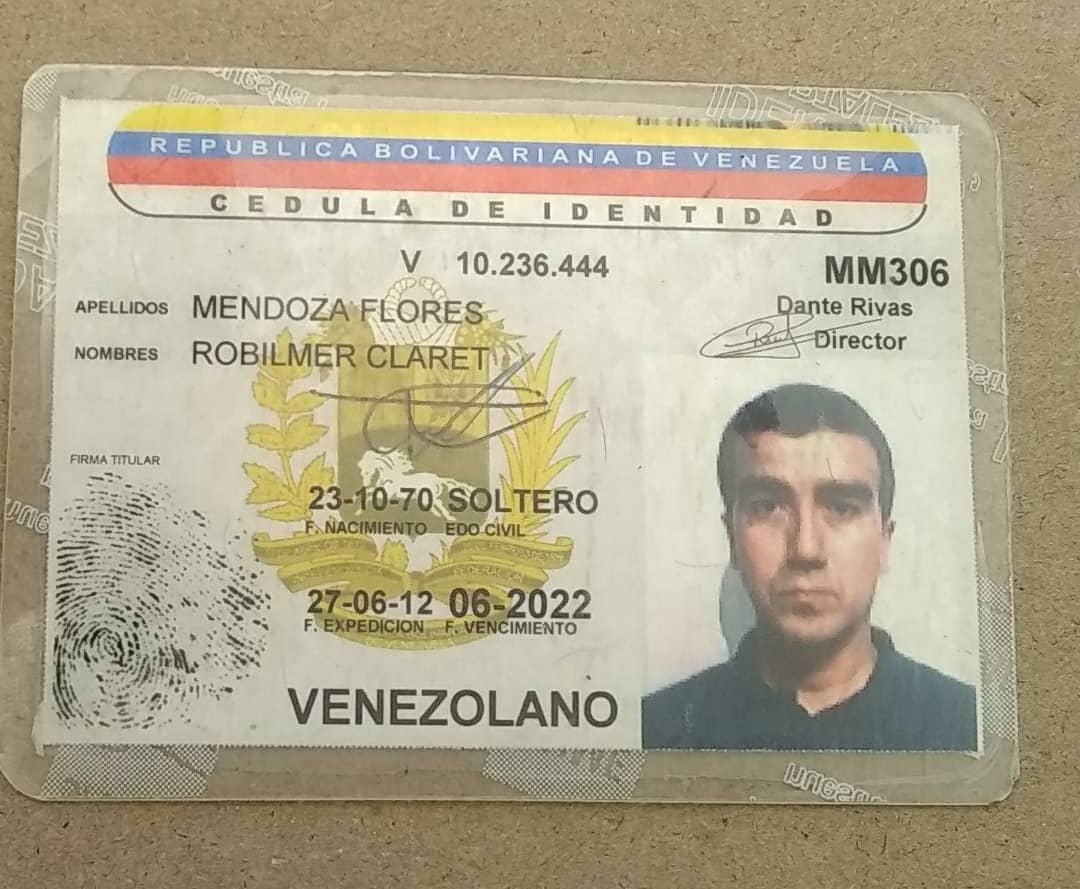 REPUBLICA BOLIVARIANA DE VENEZUELA
CEDULA DE IDENTIDAD
V 10.236.444
MM306
APELLIDOS MENDOZA FLORES
Dante Rivas
Director
NOMBRES ROBILMER CLARET
FIRMA TITULAR
23-10-70 SOLTERO
F. NACIMIENTO EDO CIVIL
27-06-12 06-2022
F. EXPEDICION F. VENCIMIENTO
VENEZOLANO